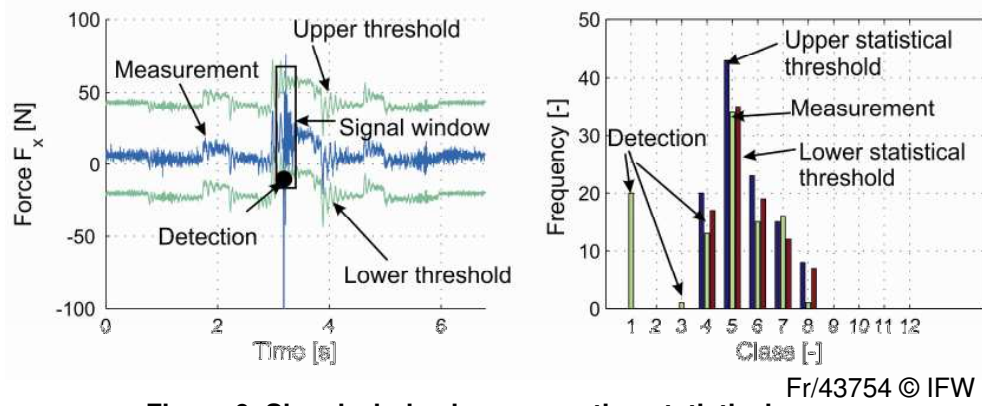 100
50
0
-50
-100
Force Fx [N]
Measurement
Upper threshold
Signal window
Detection
Lower threshold
0 2 4 6
Time [s]
50
40
30
20
10
0
Frequency [-]
Upper statistical
threshold
Measurement
Lower statistical
threshold
Detection
1 2 3 4 5 6 7 8 9 10 11 12
Class [-]
Fr/43754 © IFW